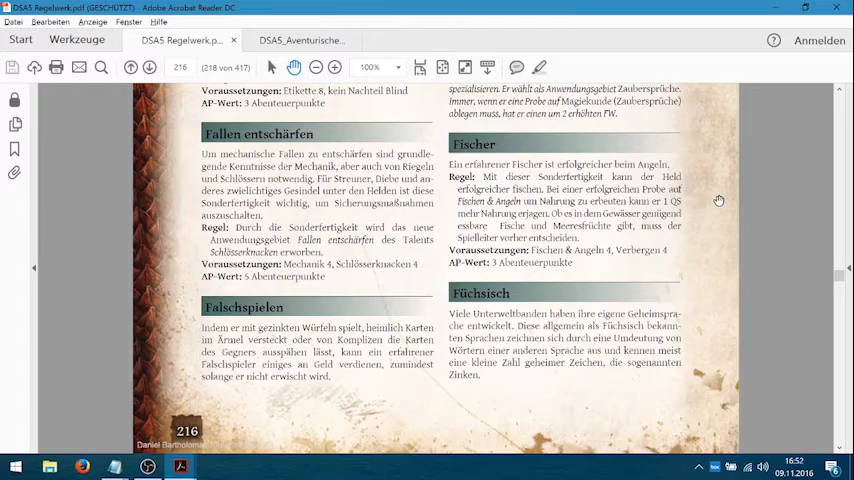 DSA5 Regelwerk.pdf (GESCHÜTZT) - Adobe Acrobat Reader DC
Datei Bearbeiten Anzeige Fenster Hilfe
Start Werkzeuge DSA5 Regelwerk.p... × DSA5_Aventurische... Anmelden
216 (218 von 417) 100%
Voraussetzungen: Etikette 8, kein Nachteil Blind
AP-Wert: 3 Abenteuerpunkte
Fallen entschärfen
Um mechanische Fallen zu entschärfen sind grundle-
gende Kenntnisse der Mechanik, aber auch von Riegeln
und Schlössern notwendig. Für Streuner, Diebe und an-
deres zwielichtiges Gesindel unter den Helden ist diese
Sonderfertigkeit wichtig, um Sicherungsmaßnahmen
auszuschalten.
Regel: Durch die Sonderfertigkeit wird das neue
Anwendungsgebiet Fallen entschärfen des Talents
Schlösserknacken erworben.
Voraussetzungen: Mechanik 4, Schlösserknacken 4
AP-Wert: 5 Abenteuerpunkte
Falschspielen
Indem er mit gezinkten Würfeln spielt, heimlich Karten
im Ärmel versteckt oder von Komplizen die Karten
des Gegners ausspähen lässt, kann ein erfahrener
Falschspieler einiges an Geld verdienen, zumindest
solange er nicht erwischt wird.
216
spezialisieren. Er wählt als Anwendungsgebiet Zaubersprüche.
Immer, wenn er eine Probe auf Magiekunde (Zaubersprüche)
ablegen muss, hat er einen um 2 erhöhten FW.
Fischer
Ein erfahrener Fischer ist erfolgreicher beim Angeln.
Regel: Mit dieser Sonderfertigkeit kann der Held
erfolgreicher fischen. Bei einer erfolgreichen Probe auf
Fischen & Angeln um Nahrung zu erbeuten kann er 1 QS
mehr Nahrung erjagen. Ob es in dem Gewässer genügend
essbare Fische und Meeresfrüchte gibt, muss der
Spielleiter vorher entscheiden.
Voraussetzungen: Fischen & Angeln 4, Verbergen 4
AP-Wert: 3 Abenteuerpunkte
Füchsisch
Viele Unterweltbanden haben ihre eigene Geheimspra-
che entwickelt. Diese allgemein als Füchsisch bekann-
ten Sprachen zeichnen sich durch eine Umdeutung von
Wörtern einer anderen Sprache aus und kennen meist
eine kleine Zahl geheimer Zeichen, die sogenannten
Zinken.
16:52
09.11.2016